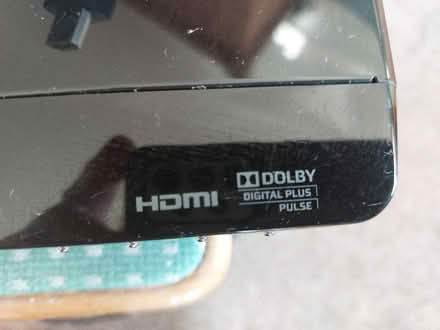 HDMI
DOLBY
DIGITAL PLUS
PULSE